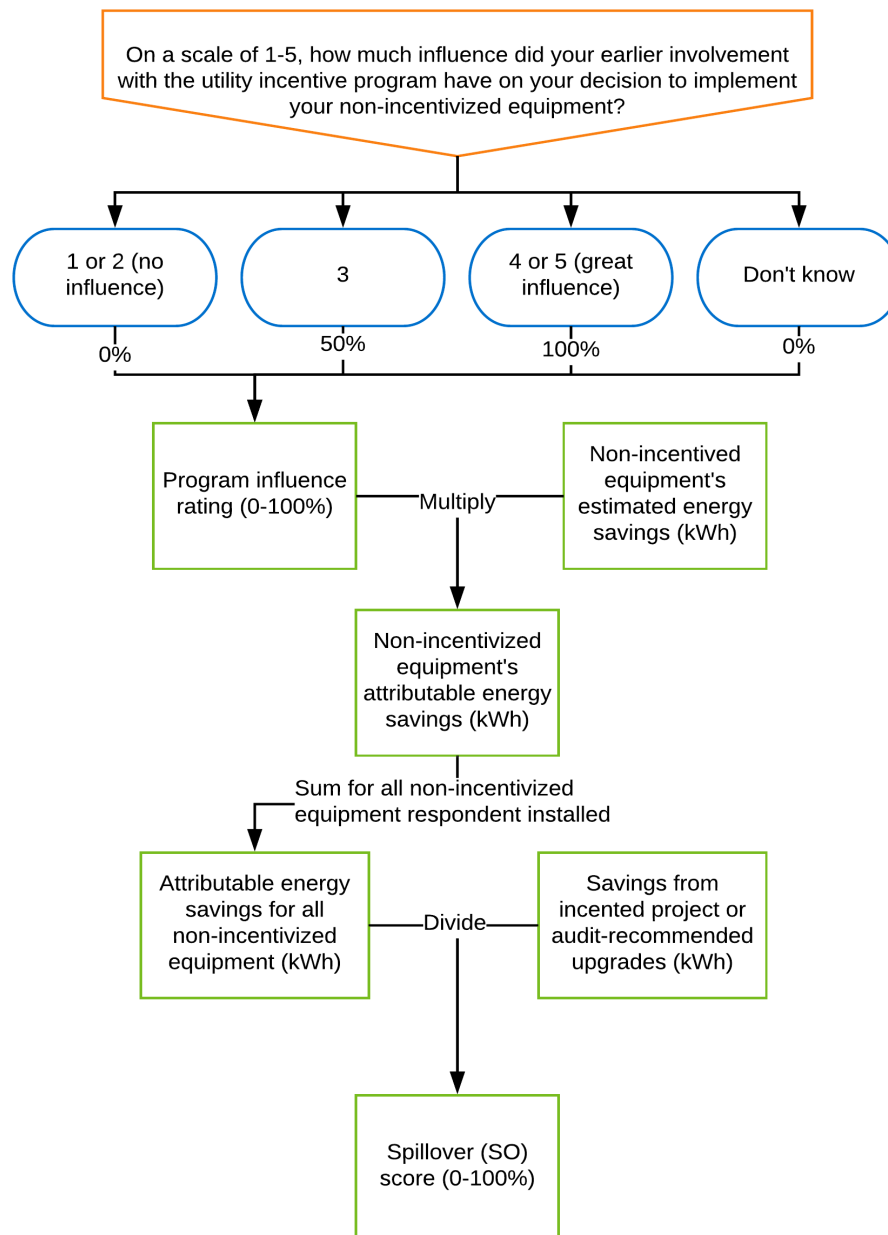 On a scale of 1-5, how much influence did your earlier involvement
with the utility incentive program have on your decision to implement
your non-incentivized equipment?
1 or 2 (no
influence)
3
4 or 5 (great
influence)
Don't know
0%
50%
100%
0%
Program influence
rating (0-100%)
Multiply
Non-incentived
equipment's
estimated energy
savings (kWh)
Non-incentivized
equipment's
attributable energy
savings (kWh)
Sum for all non-incentivized
equipment respondent installed
Attributable energy
savings for all
non-incentivized
equipment (kWh)
Divide
Savings from
incented project or
audit-recommended
upgrades (kWh)
Spillover (SO)
score (0-100%)